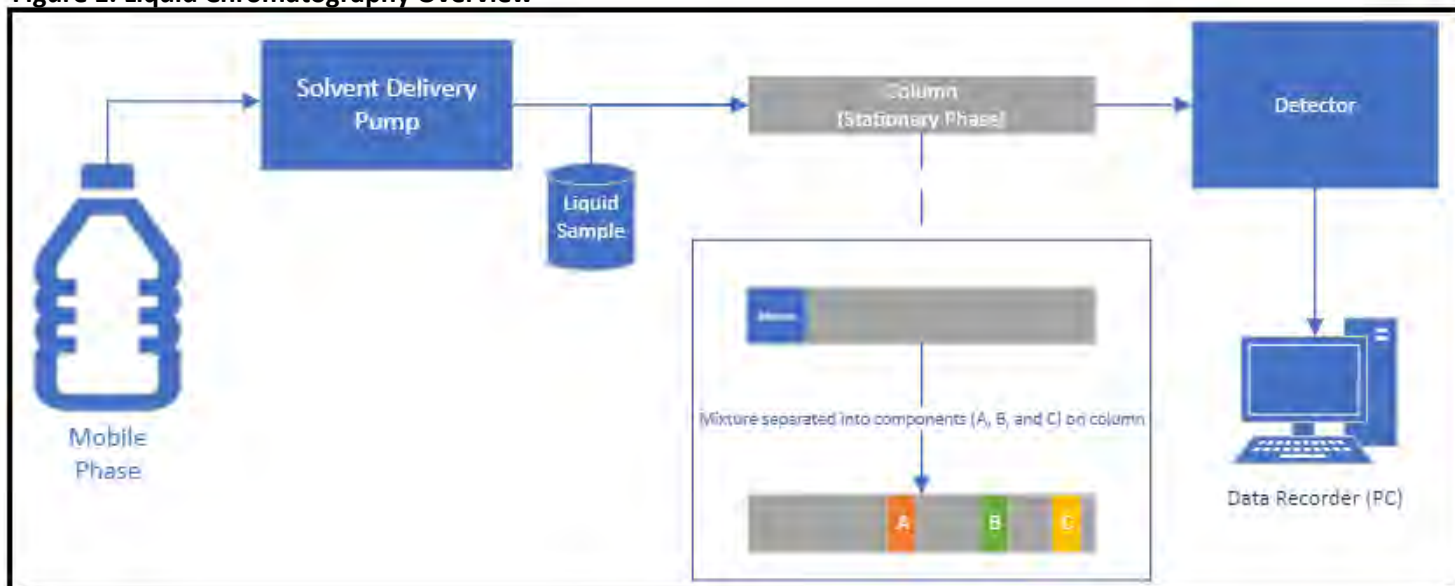 Figure 1. Liquid Chromatography Overview
Solvent Delivery
Pump
Column
(Stationary Phase)
Detector
Liquid
Sample
Mixture separated into components (A, B, and C) on column
A
B
C
Mobile
Phase
Data Recorder (PC)